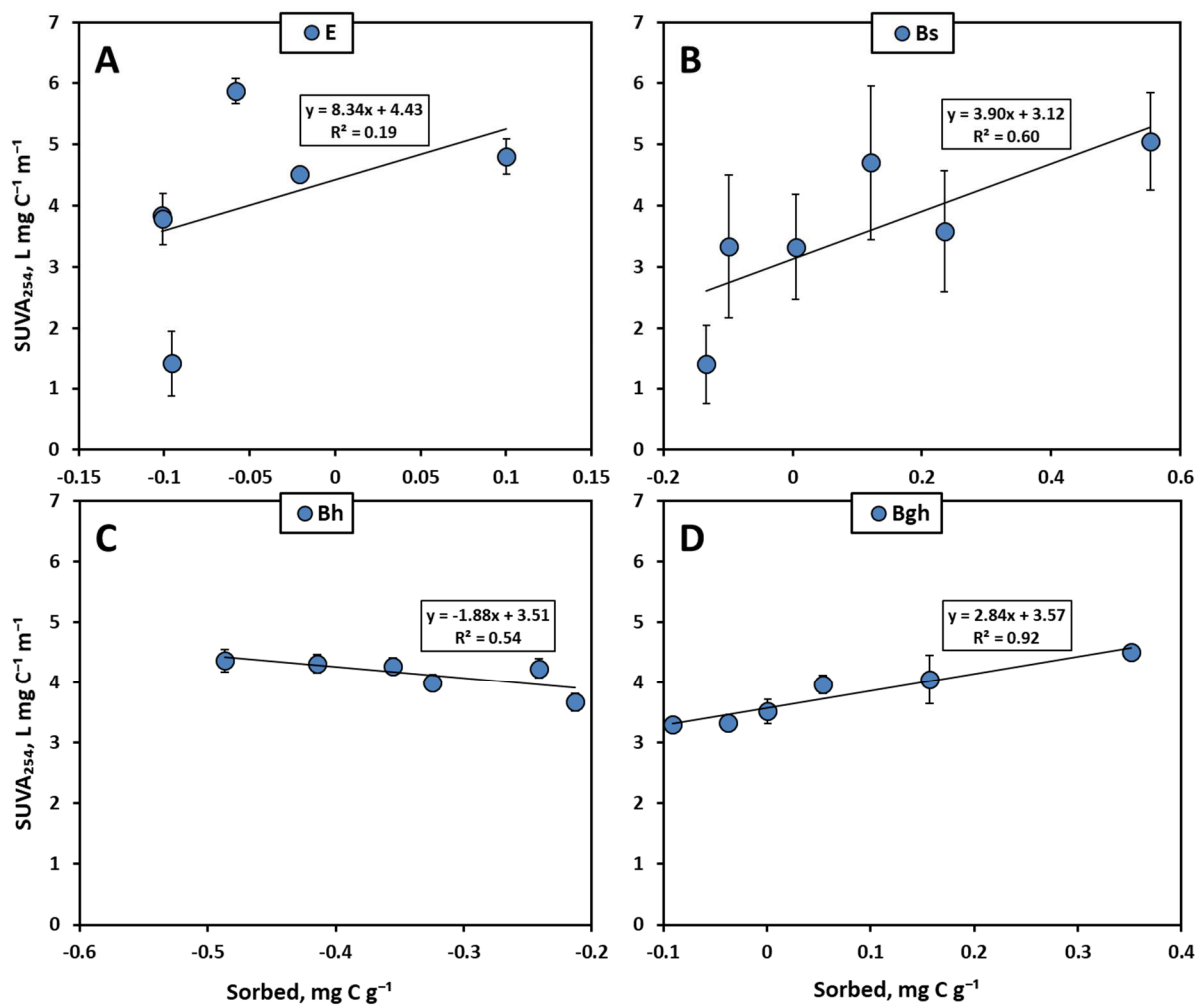 E
A
y = 8.34x + 4.43
R² = 0.19
7
6
5
4
3
2
1
0
SUVA₂₅₄, L mg C⁻¹ m⁻¹
-0.15
-0.1
-0.05
0
0.05
0.1
0.15
Bs
B
y = 3.90x + 3.12
R² = 0.60
7
6
5
4
3
2
1
0
-0.2
0
0.2
0.4
0.6
Bh
C
y = -1.88x + 3.51
R² = 0.54
7
6
5
4
3
2
1
0
SUVA₂₅₄, L mg C⁻¹ m⁻¹
-0.6
-0.5
-0.4
-0.3
-0.2
Sorbed, mg C g⁻¹
Bgh
D
y = 2.84x + 3.57
R² = 0.92
7
6
5
4
3
2
1
0
-0.1
0
0.1
0.2
0.3
0.4
Sorbed, mg C g⁻¹